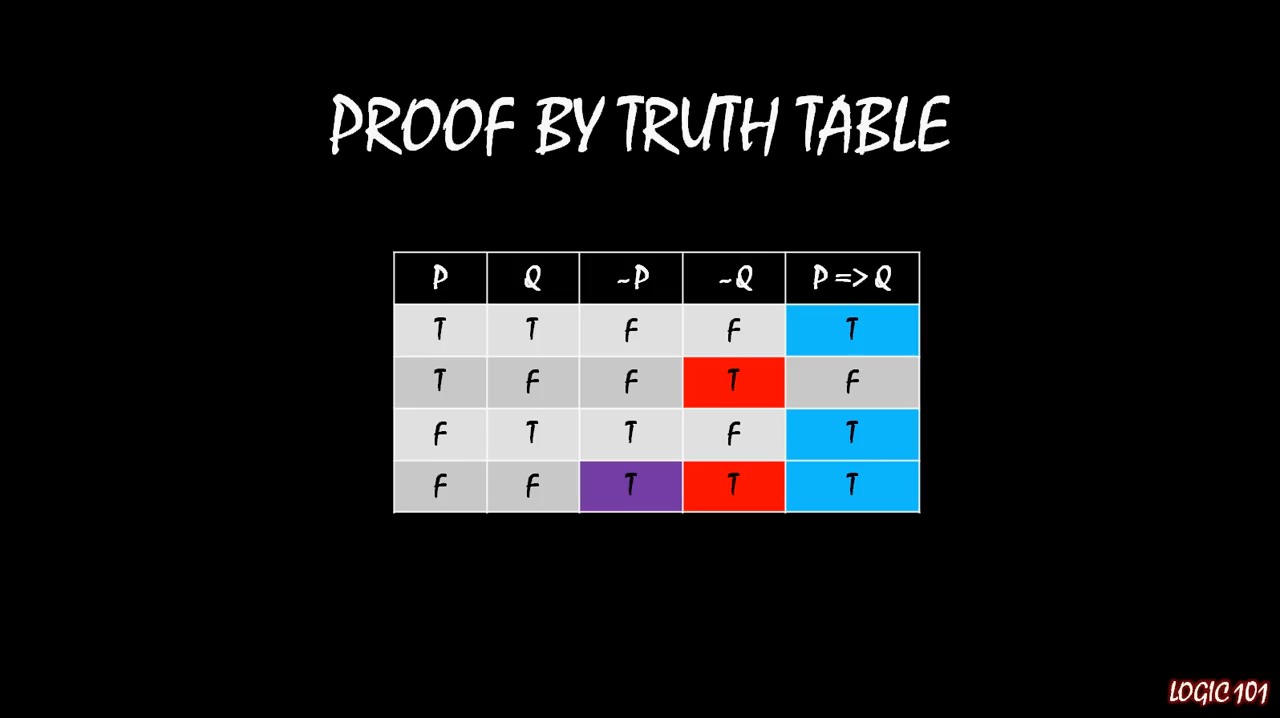 PROOF BY TRUTH TABLE
P Q ~P ~Q P => Q
T T F F T
T F F T F
F T T F T
F F T T T
LOGIC 101